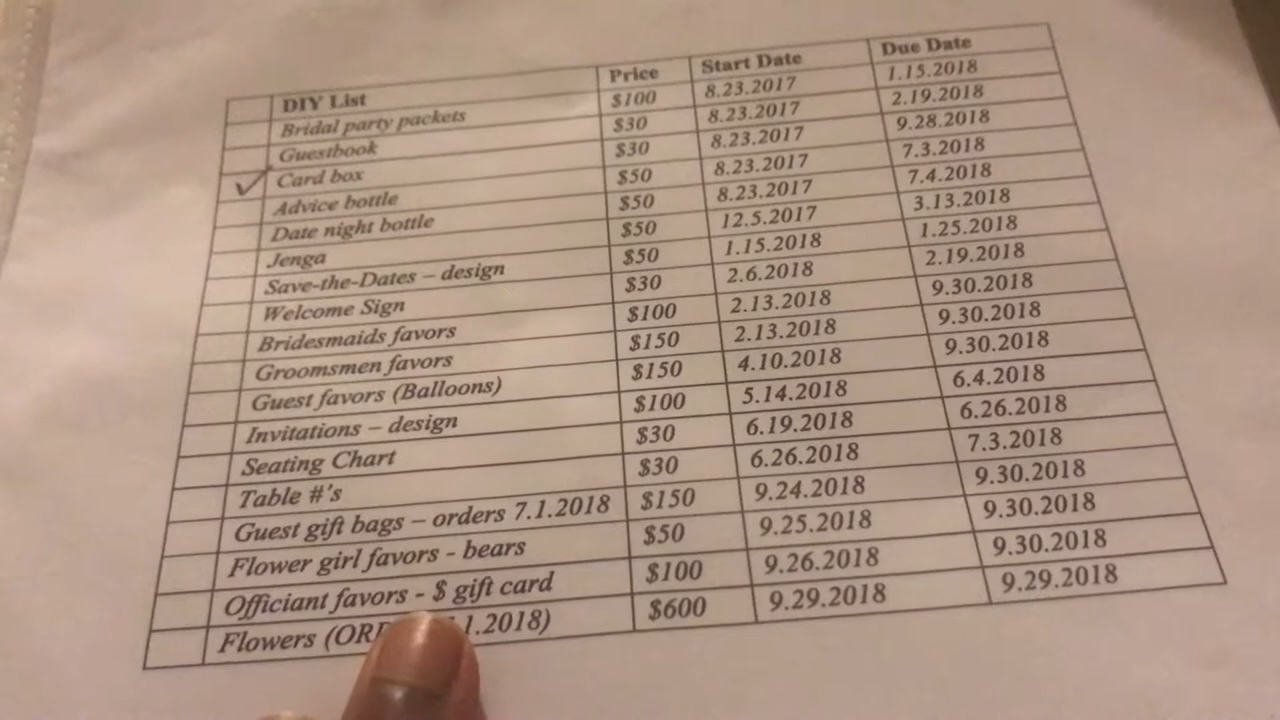 DIY List Price Start Date Due Date
Bridal party packets $100 8.23.2017 1.15.2018
Guestbook $30 8.23.2017 2.19.2018
✓ Card box $30 8.23.2017 9.28.2018
Advice bottle $50 8.23.2017 7.3.2018
Date night bottle $50 8.23.2017 7.4.2018
Jenga $50 12.5.2017 3.13.2018
Save-the-Dates – design $50 1.15.2018 1.25.2018
Welcome Sign $30 2.6.2018 2.19.2018
Bridesmaids favors $100 2.13.2018 9.30.2018
Groomsmen favors $150 2.13.2018 9.30.2018
Guest favors (Balloons) $150 4.10.2018 9.30.2018
Invitations – design $100 5.14.2018 6.4.2018
Seating Chart $30 6.19.2018 6.26.2018
Table #'s $30 6.26.2018 7.3.2018
Guest gift bags – orders 7.1.2018 $150 9.24.2018 9.30.2018
Flower girl favors - bears $50 9.25.2018 9.30.2018
Officiant favors - $ gift card $100 9.26.2018 9.30.2018
Flowers $600 9.29.2018 9.29.2018